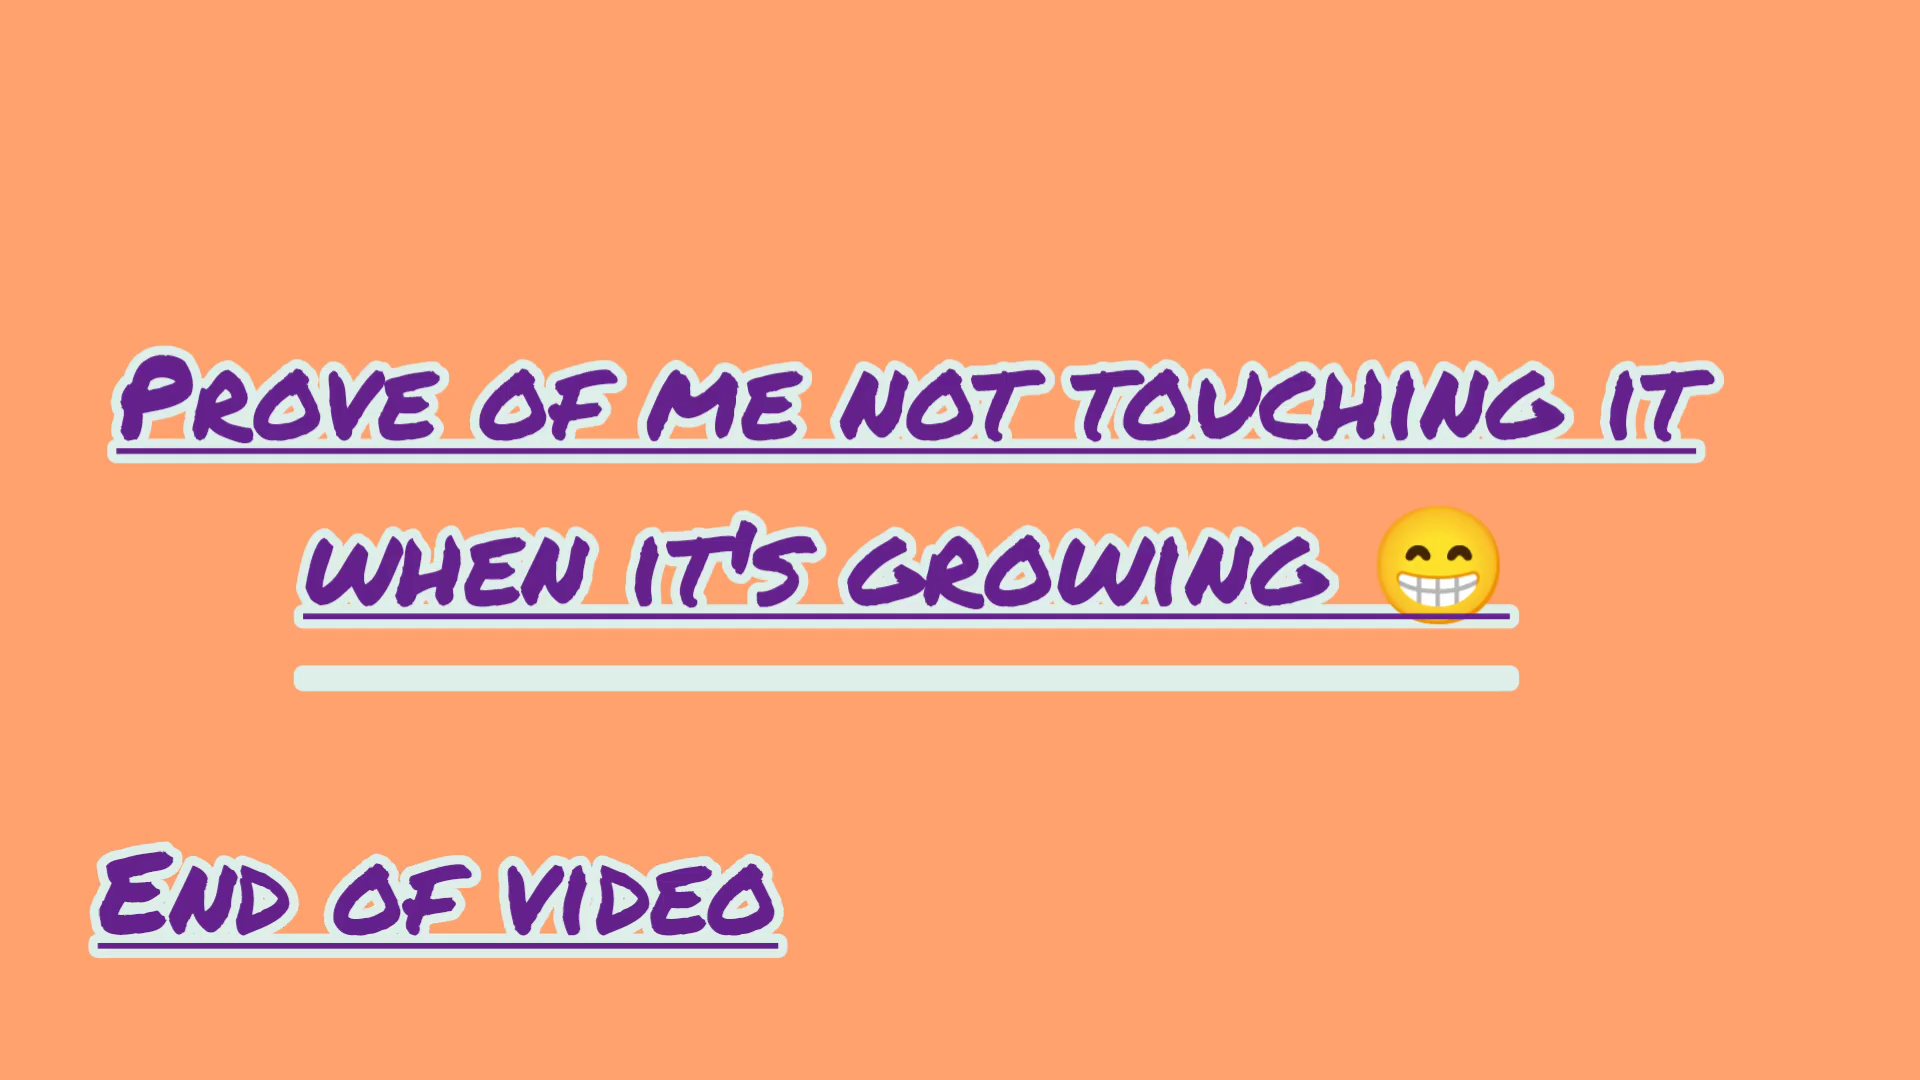 Prove of me not touching it
when it's growing 😁
End of video